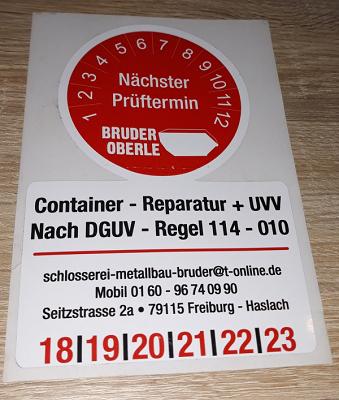 1 2 3 4 5 6 7 8 9 10 11 12
Nächster
Prüftermin
BRUDER
OBERLE
Container - Reparatur + UVV
Nach DGUV - Regel 114 - 010
schlosserei-metallbau-bruder@t-online.de
Mobil 01 60 - 96 74 09 90
Seitzstrasse 2a • 79115 Freiburg - Haslach
18|19|20|21|22|23